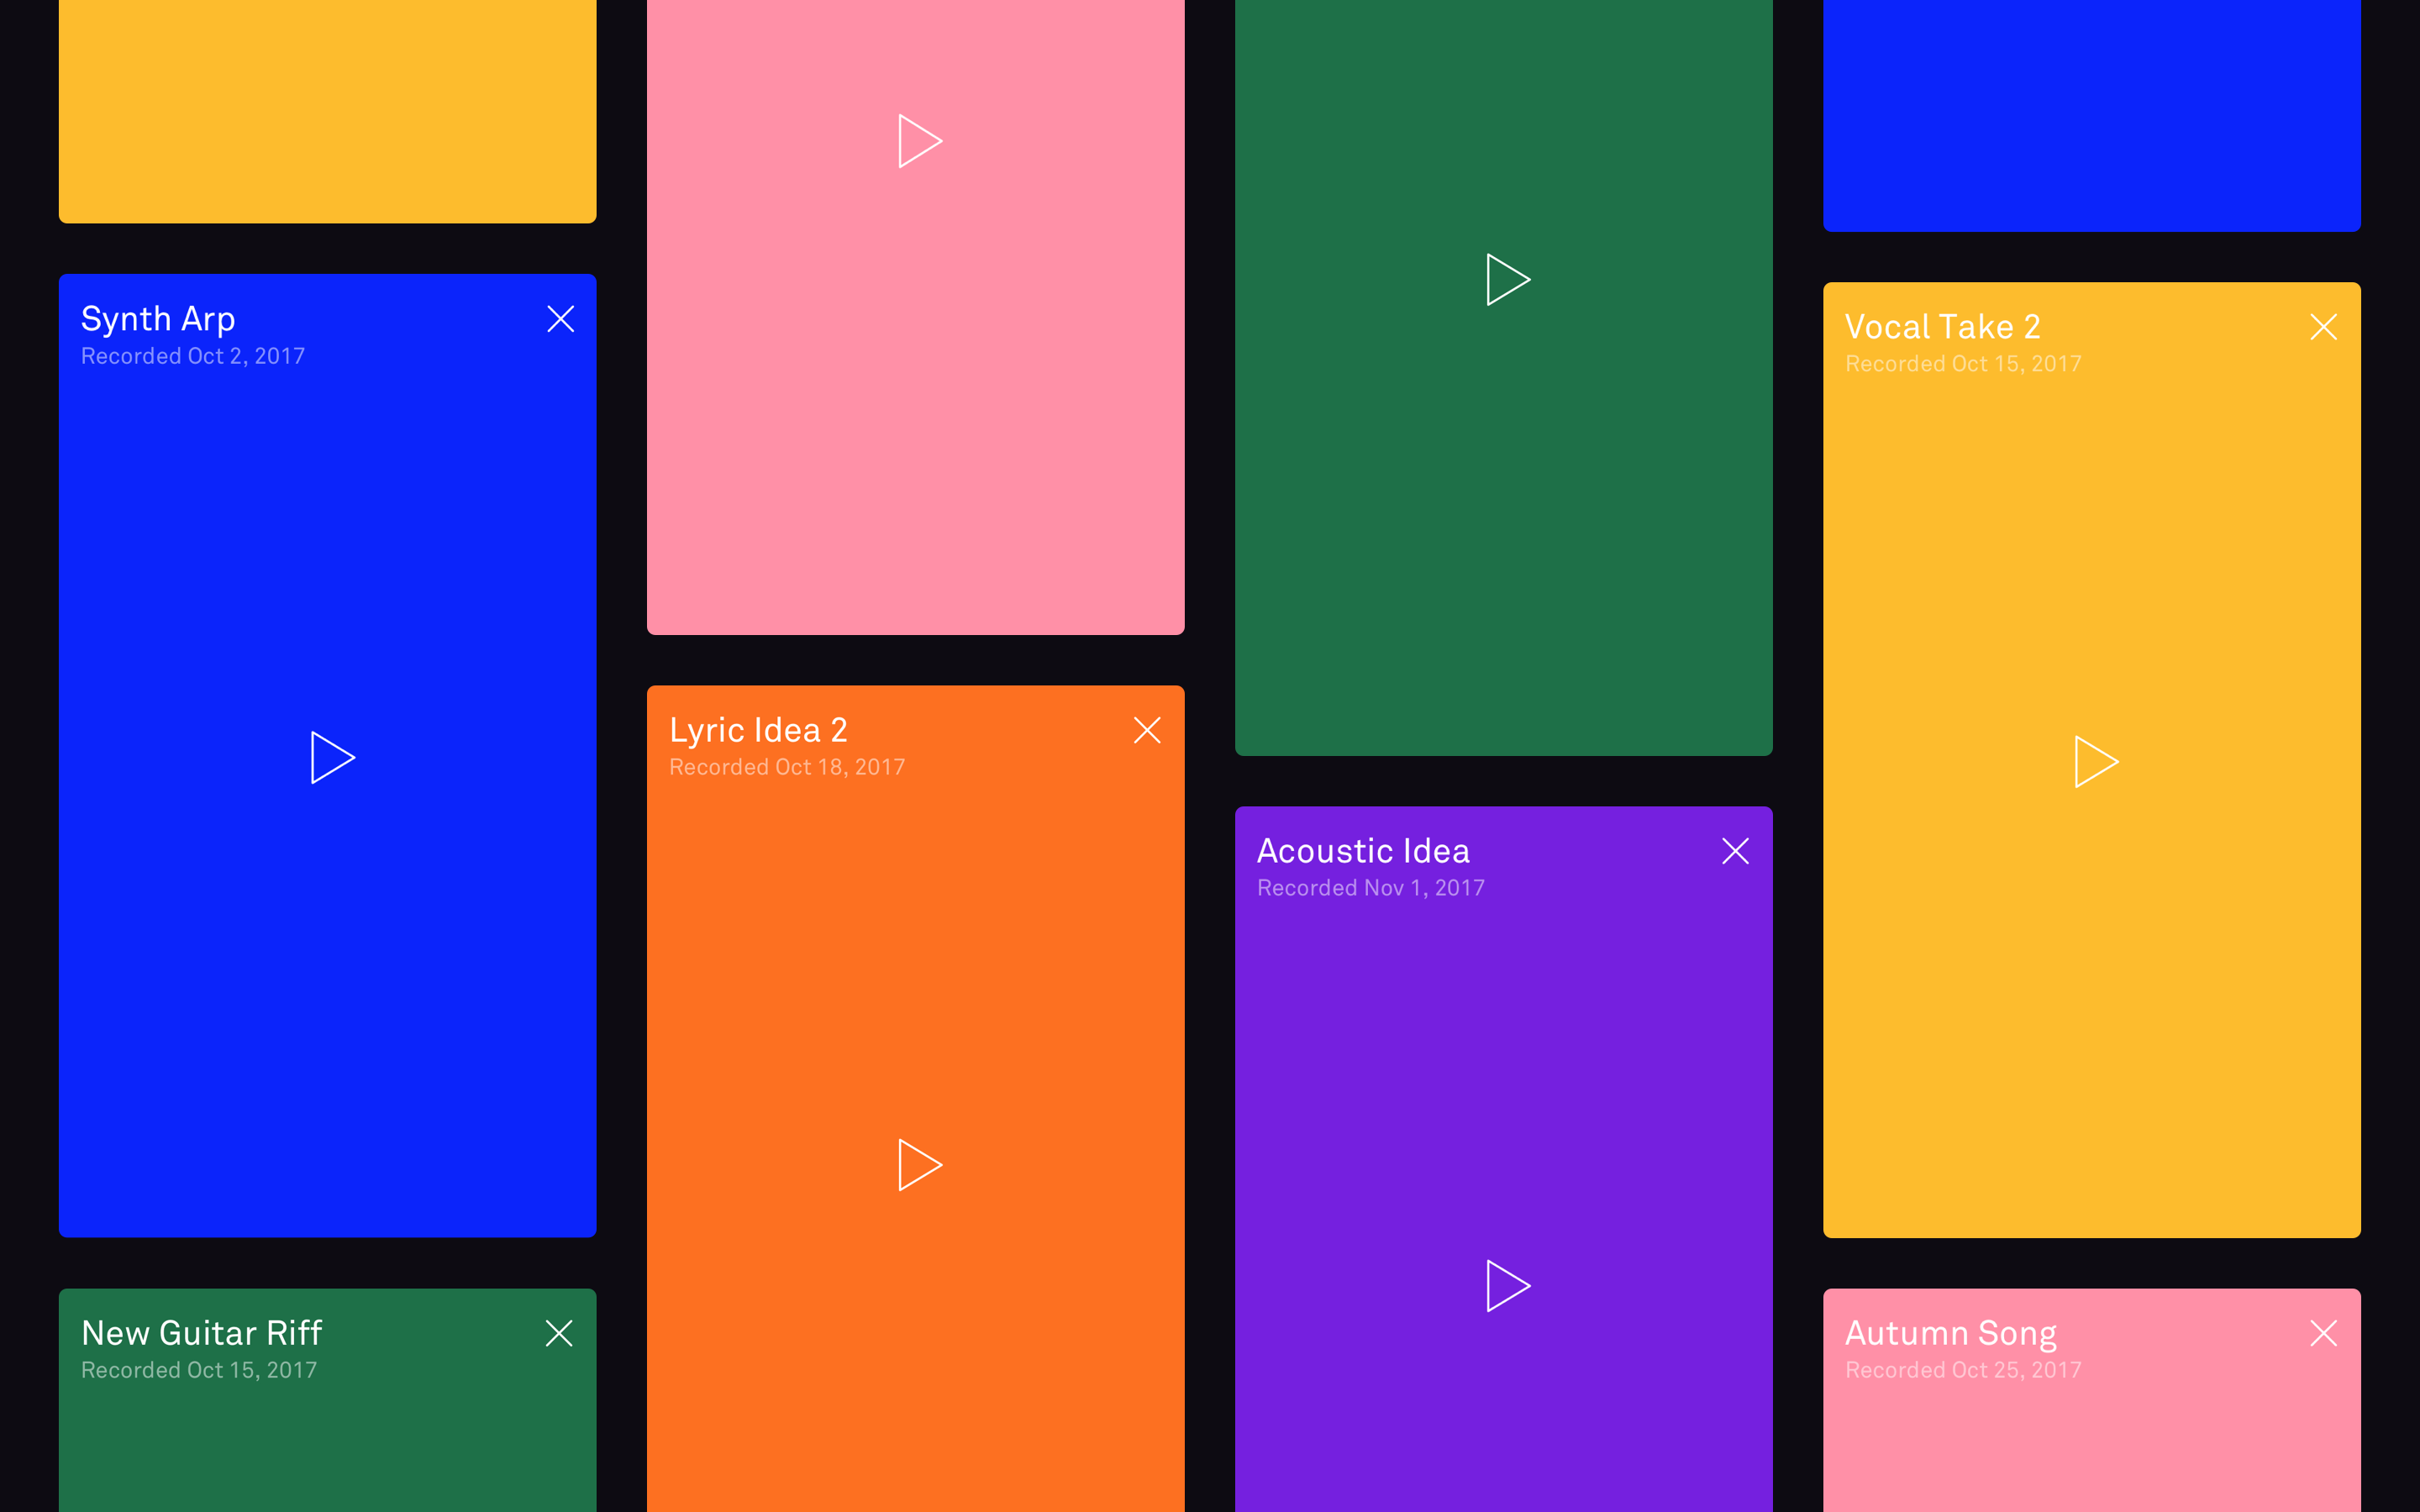 Synth Arp
Recorded Oct 2, 2017
New Guitar Riff
Recorded Oct 15, 2017
Lyric Idea 2
Recorded Oct 18, 2017
Acoustic Idea
Recorded Nov 1, 2017
Vocal Take 2
Recorded Oct 15, 2017
Autumn Song
Recorded Oct 25, 2017